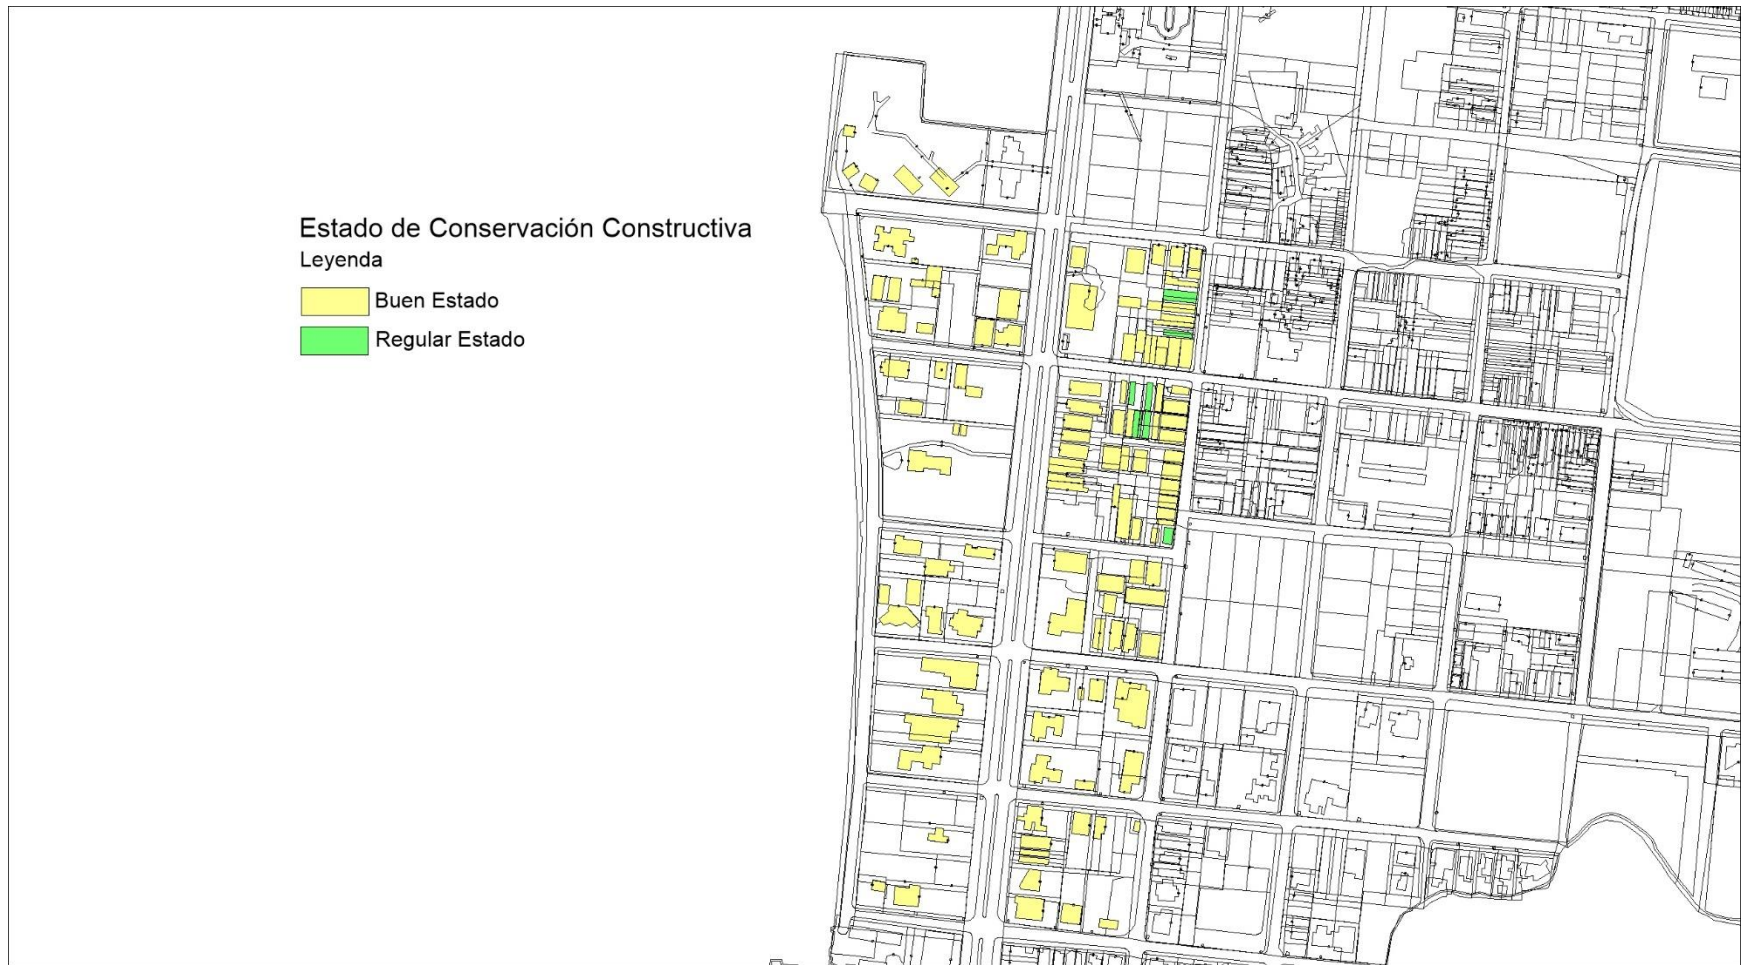 Estado de Conservación Constructiva
Leyenda
Buen Estado
Regular Estado